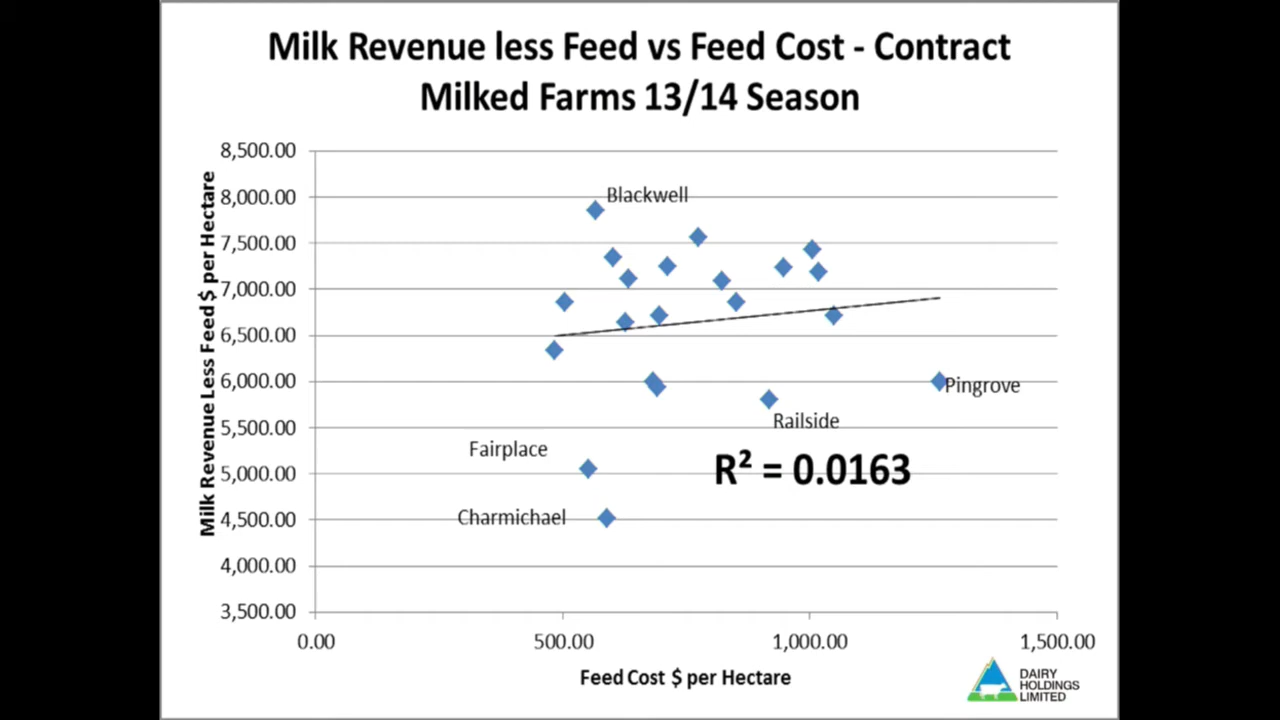 Milk Revenue less Feed vs Feed Cost - Contract
Milked Farms 13/14 Season
Milk Revenue Less Feed $ per Hectare
8,500.00
8,000.00
7,500.00
7,000.00
6,500.00
6,000.00
5,500.00
5,000.00
4,500.00
4,000.00
3,500.00
Blackwell
Pingrove
Railside
Fairplace
R² = 0.0163
Charmichael
0.00
500.00
1,000.00
1,500.00
Feed Cost $ per Hectare
DAIRY
HOLDINGS
LIMITED